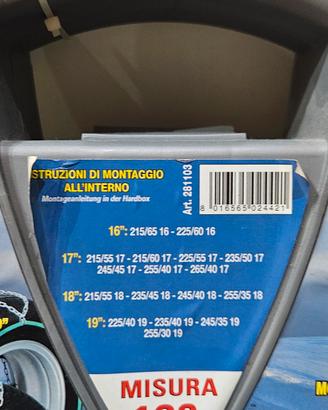 ISTRUZIONI DI MONTAGGIO
ALL'INTERNO
Montageanleitung in der Hardbox
Art. 281103
8 016565 024421
16": 215/65 16 - 225/60 16
17": 215/55 17 - 215/60 17 - 225/55 17 - 235/50 17
245/45 17 - 255/40 17 - 265/40 17
18": 215/55 18 - 235/45 18 - 245/40 18 - 255/35 18
19": 225/40 19 - 235/40 19 - 245/35 19
255/30 19
MISURA